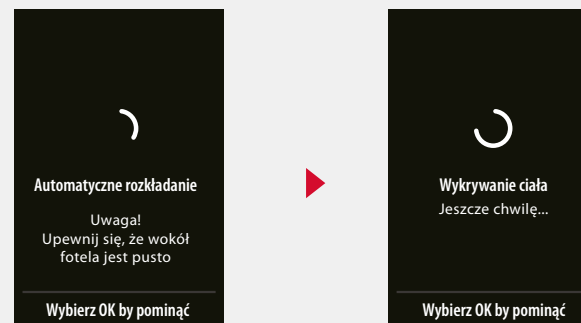 Automatyczne rozkładanie
Uwaga!
Upewnij się, że wokół
fotela jest pusto
Wybierz OK by pominąć
Wykrywanie ciała
Jeszcze chwilę...
Wybierz OK by pominąć